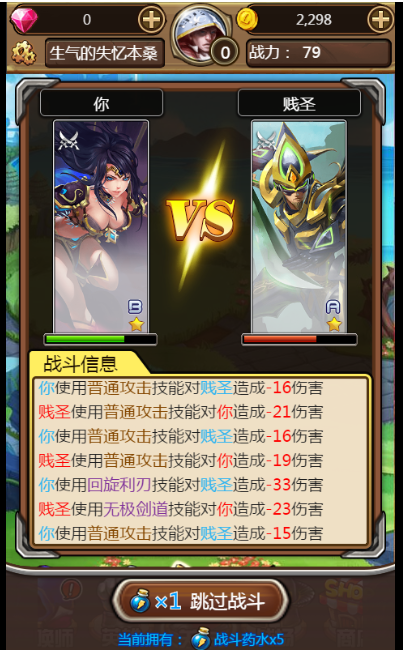 0
2,298
生气的失忆本桑
0
战力： 79
你
贱圣
VS
B
A
战斗信息
你使用普通攻击技能对贱圣造成-16伤害
贱圣使用普通攻击技能对你造成-21伤害
你使用普通攻击技能对贱圣造成-16伤害
贱圣使用普通攻击技能对你造成-19伤害
你使用回旋利刃技能对贱圣造成-33伤害
贱圣使用无极剑道技能对你造成-23伤害
你使用普通攻击技能对贱圣造成-15伤害
×1 跳过战斗
当前拥有： 战斗药水x5